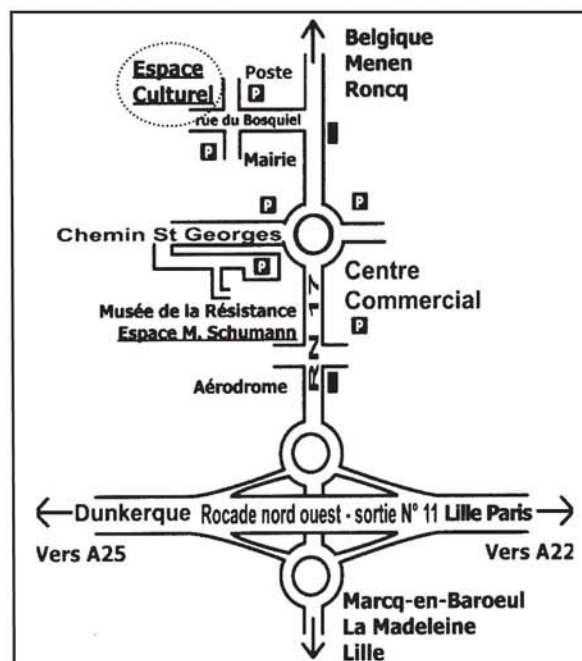 Belgique
Menen
Roncq
Espace
Culturel
Poste
P
rue du Bosquiel
P
Mairie
P
P
Chemin St Georges
P
Centre
Commercial
Musée de la Résistance
Espace M. Schumann
P
RN 17
Aérodrome
Dunkerque
Rocade nord ouest - sortie N° 11
Lille Paris
Vers A25
Vers A22
Marcq-en-Baroeul
La Madeleine
Lille